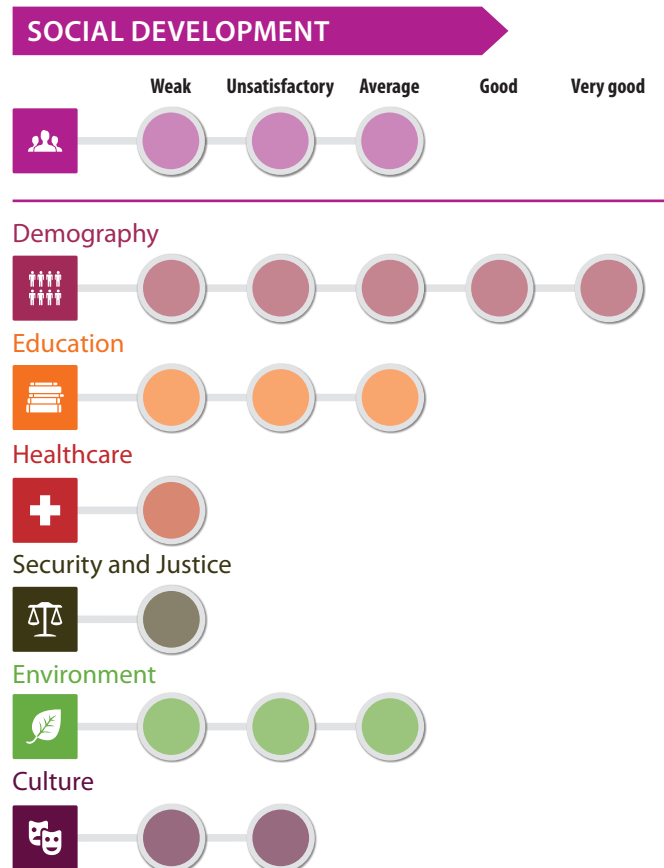 SOCIAL DEVELOPMENT
Weak Unsatisfactory Average Good Very good
Demography
Education
Healthcare
Security and Justice
Environment
Culture